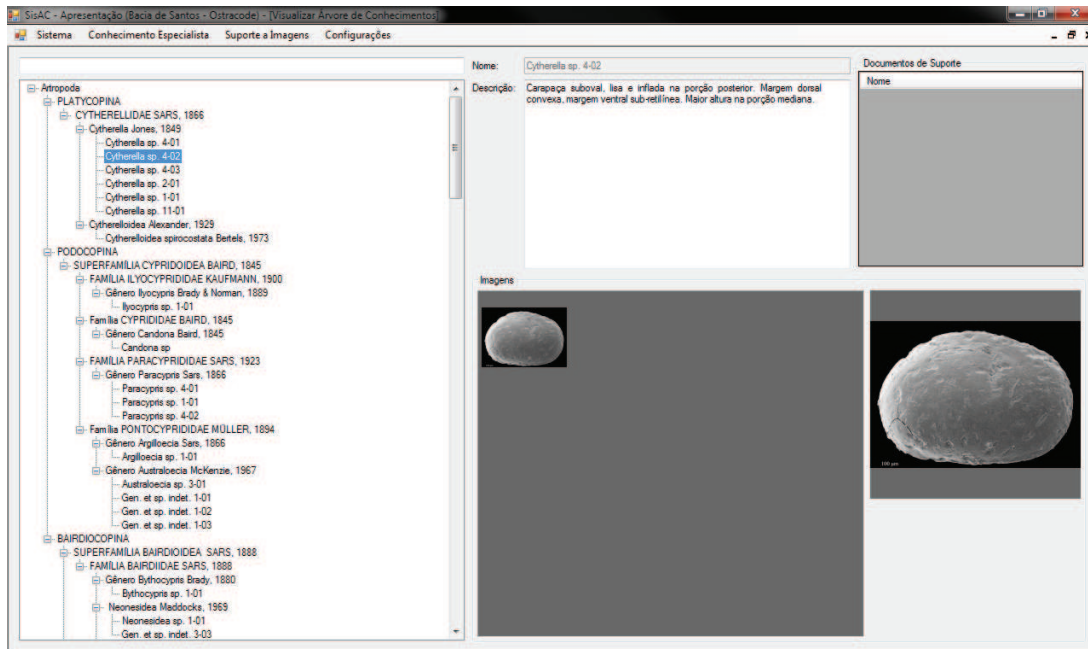 SisAC - Apresentação (Bacia de Santos - Ostracode) - [Visualizar Árvore de Conhecimentos]
Sistema Conhecimento Especialista Suporte a Imagens Configurações
Artropoda
PLATYCOPINA
CYTHERELLIDAE SARS, 1866
Cytherella Jones, 1849
Cytherella sp. 4-01
Cytherella sp. 4-02
Cytherella sp. 4-03
Cytherella sp. 2-01
Cytherella sp. 1-01
Cytherella sp. 11-01
Cytherelloidea Alexander, 1929
Cytherelloidea spirocostata Bertels, 1973
PODOCOPINA
SUPERFAMÍLIA CYPRIDOIDEA BAIRD, 1845
FAMÍLIA ILYOCYPRIDIDAE KAUFMANN, 1900
Gênero Ilyocypris Brady & Norman, 1889
Ilyocypris sp. 1-01
Família CYPRIDIDAE BAIRD, 1845
Gênero Candona Baird, 1845
Candona sp
FAMÍLIA PARACYPRIDIDAE SARS, 1923
Gênero Paracypris Sars, 1866
Paracypris sp. 4-01
Paracypris sp. 1-01
Paracypris sp. 4-02
Família PONTOCYPRIDIDAE MÜLLER, 1894
Gênero Argilloecia Sars, 1866
Argilloecia sp. 1-01
Gênero Australoecia McKenzie, 1967
Australoecia sp. 3-01
Gen. et sp. indet. 1-01
Gen. et sp. indet. 1-02
Gen. et sp. indet. 1-03
BAIRDIOCOPINA
SUPERFAMÍLIA BAIRDIOIDEA SARS, 1888
FAMÍLIA BAIRDIIDAE SARS, 1888
Gênero Bythocypris Brady, 1880
Bythocypris sp. 1-01
Neonesidea Maddocks, 1969
Neonesidea sp. 1-01
Gen. et sp. indet. 3-03
Nome: Cytherella sp. 4-02
Descrição: Carapaça suboval, lisa e inflada na porção posterior. Margem dorsal
convexa, margem ventral sub-retilínea. Maior altura na porção mediana.
Documentos de Suporte
Nome
Imagens
100 µm